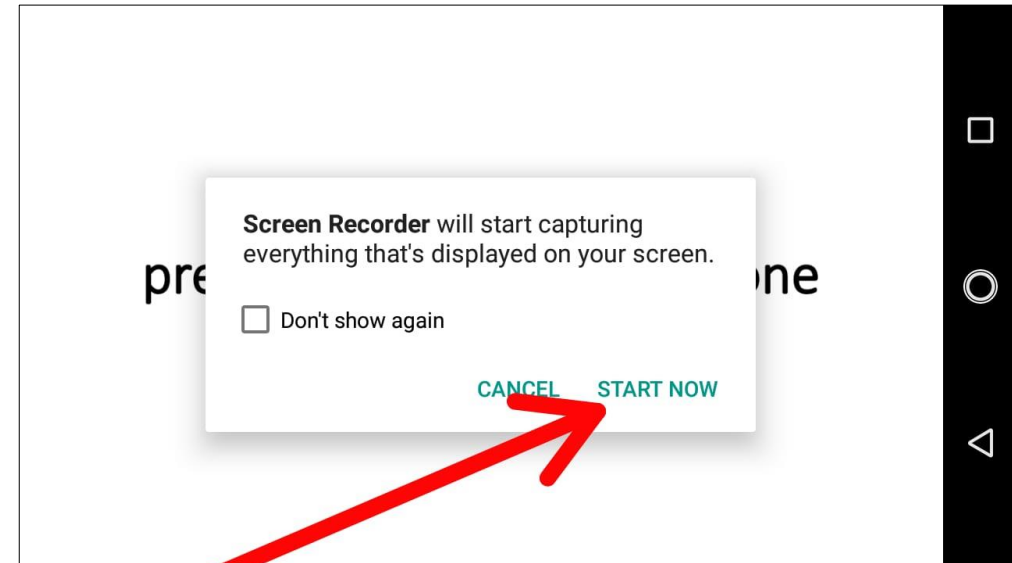 Screen Recorder will start capturing
everything that's displayed on your screen.
Don't show again
CANCEL START NOW